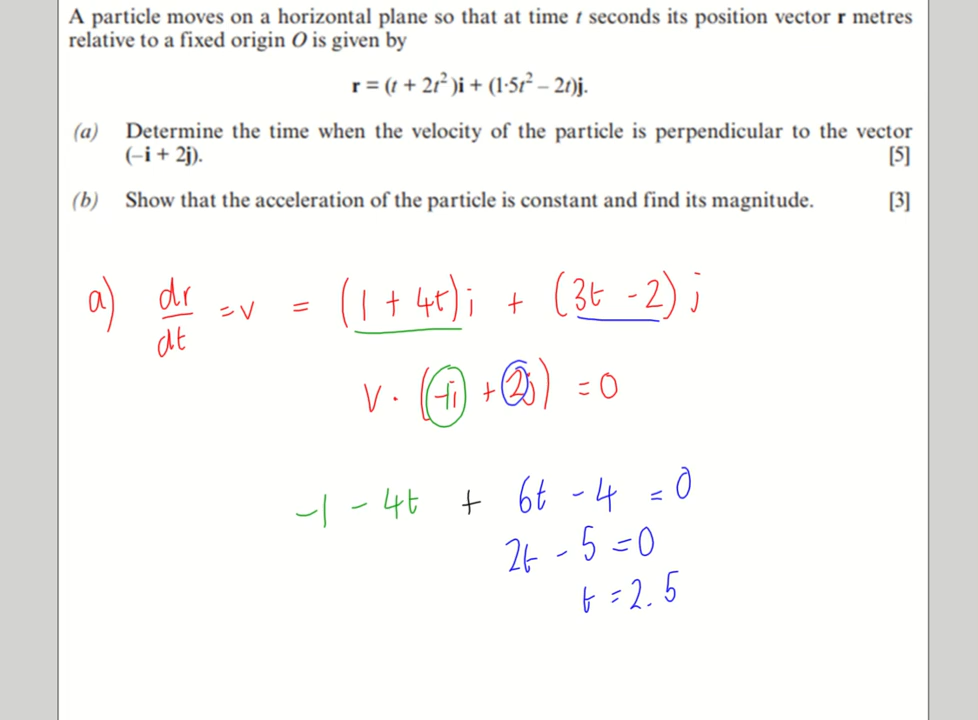 A particle moves on a horizontal plane so that at time t seconds its position vector r metres
relative to a fixed origin O is given by
r = (t + 2t²)i + (1·5t² – 2t)j.
(a) Determine the time when the velocity of the particle is perpendicular to the vector
(–i + 2j). [5]
(b) Show that the acceleration of the particle is constant and find its magnitude. [3]
a) dr/dt = v = (1 + 4t)i + (3t - 2)j
v · (-i + 2j) = 0
-1 - 4t + 6t - 4 = 0
2t - 5 = 0
t = 2.5